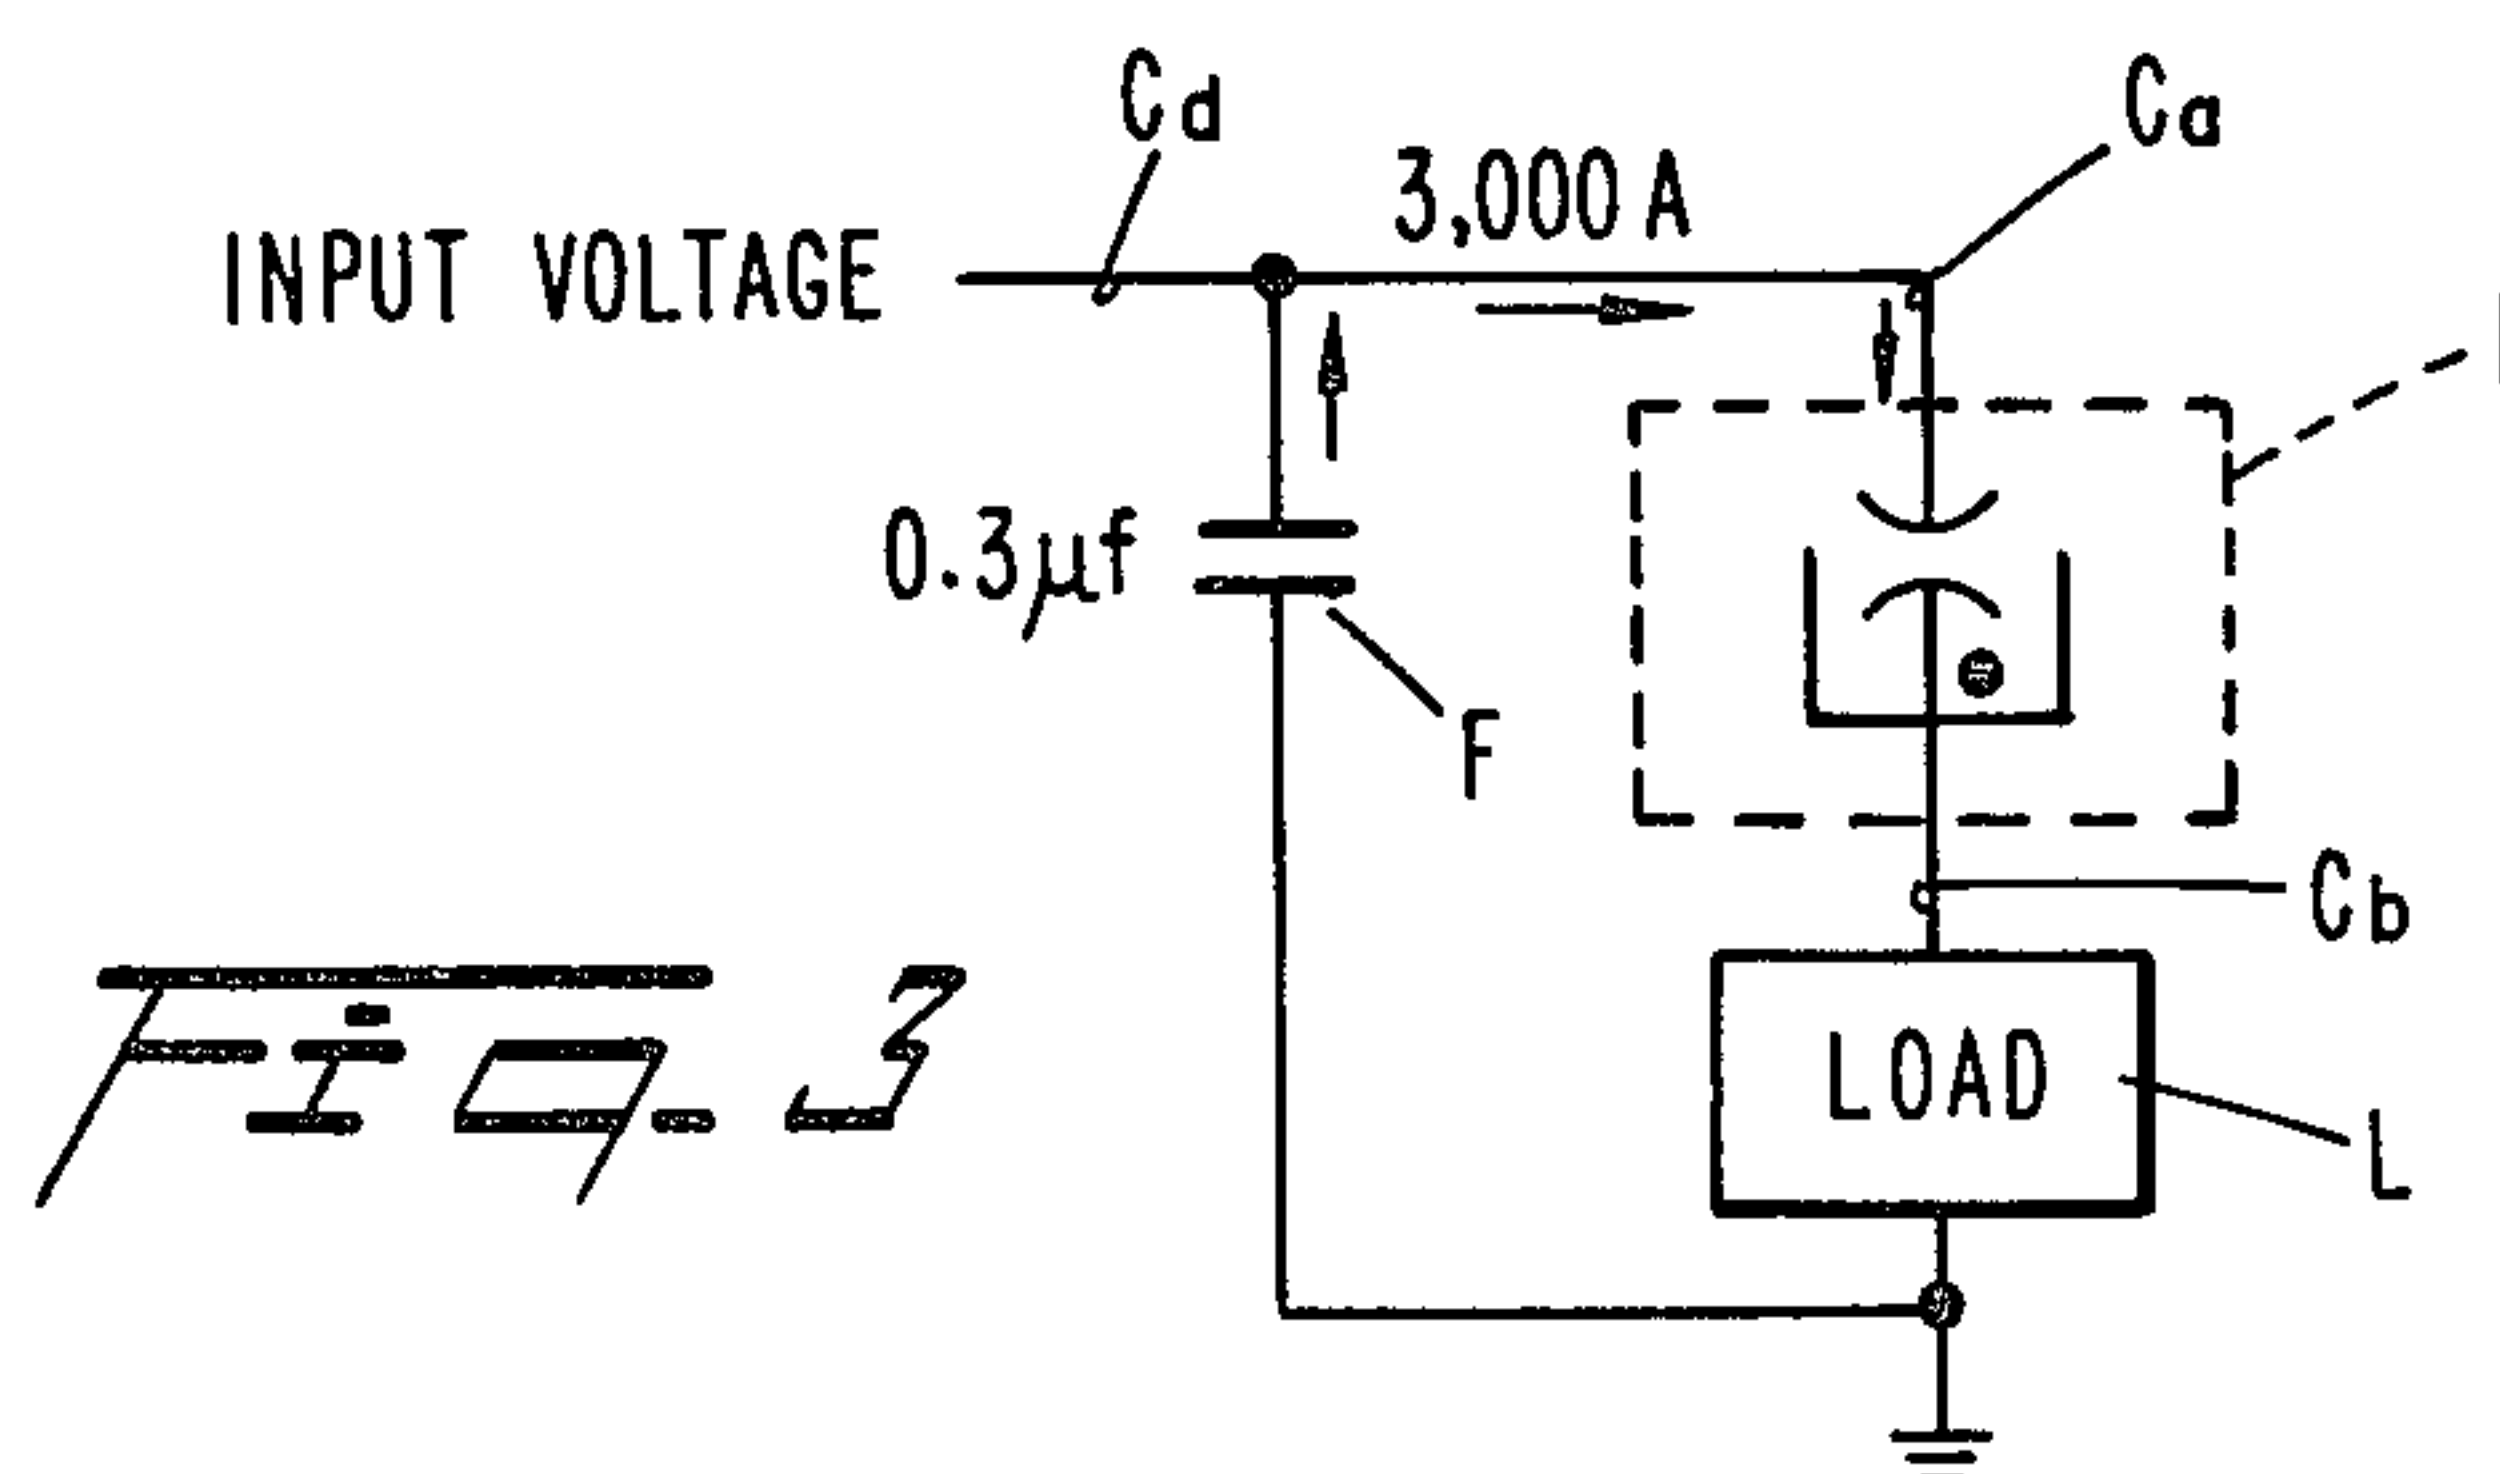 Cd
Ca
3,000 A
INPUT VOLTAGE
0.3µf
F
Cb
LOAD
L
Fig-3